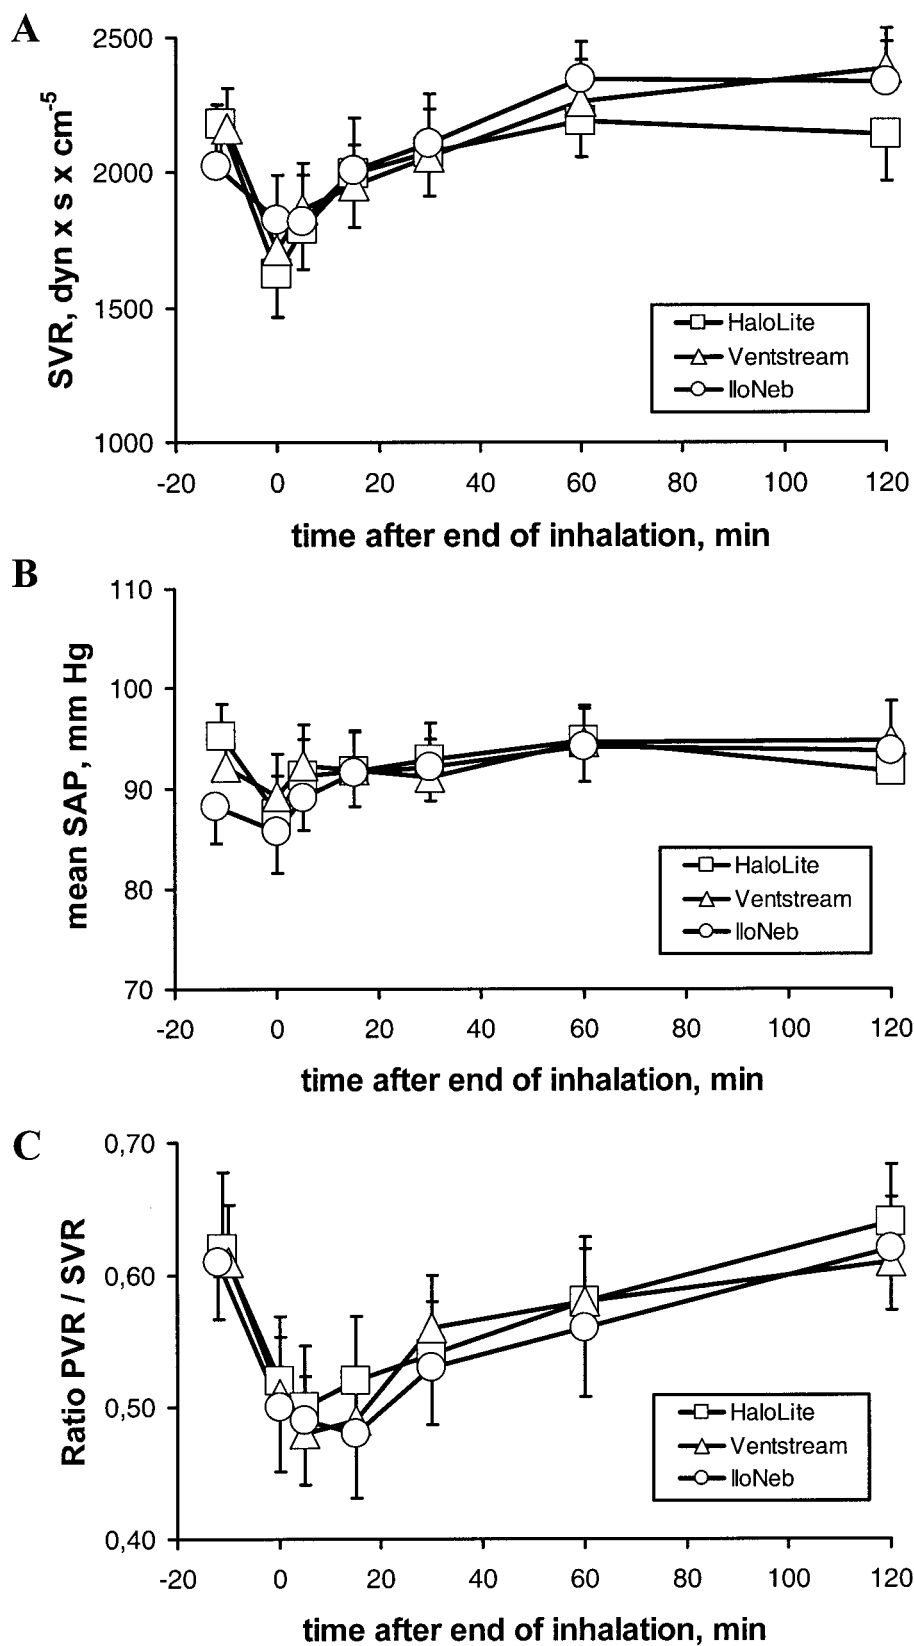 A
2500
2000
1500
1000
SVR, dyn x s x cm-5
HaloLite
Ventstream
IloNeb
-20 0 20 40 60 80 100 120
time after end of inhalation, min
B
110
100
90
80
70
mean SAP, mm Hg
HaloLite
Ventstream
IloNeb
-20 0 20 40 60 80 100 120
time after end of inhalation, min
C
0,70
0,60
0,50
0,40
Ratio PVR / SVR
HaloLite
Ventstream
IloNeb
-20 0 20 40 60 80 100 120
time after end of inhalation, min